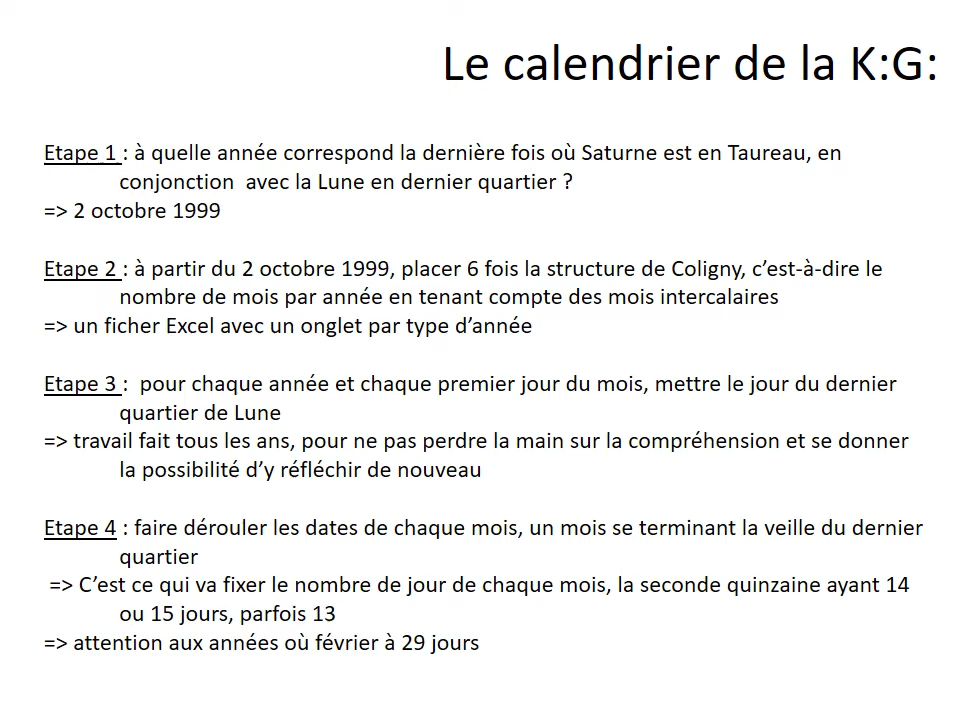 Le calendrier de la K:G:
Etape 1 : à quelle année correspond la dernière fois où Saturne est en Taureau, en
conjonction  avec la Lune en dernier quartier ?
=> 2 octobre 1999
Etape 2 : à partir du 2 octobre 1999, placer 6 fois la structure de Coligny, c’est-à-dire le
nombre de mois par année en tenant compte des mois intercalaires
=> un ficher Excel avec un onglet par type d’année
Etape 3 :  pour chaque année et chaque premier jour du mois, mettre le jour du dernier
quartier de Lune
=> travail fait tous les ans, pour ne pas perdre la main sur la compréhension et se donner
la possibilité d’y réfléchir de nouveau
Etape 4 : faire dérouler les dates de chaque mois, un mois se terminant la veille du dernier
quartier
=> C’est ce qui va fixer le nombre de jour de chaque mois, la seconde quinzaine ayant 14
ou 15 jours, parfois 13
=> attention aux années où février à 29 jours